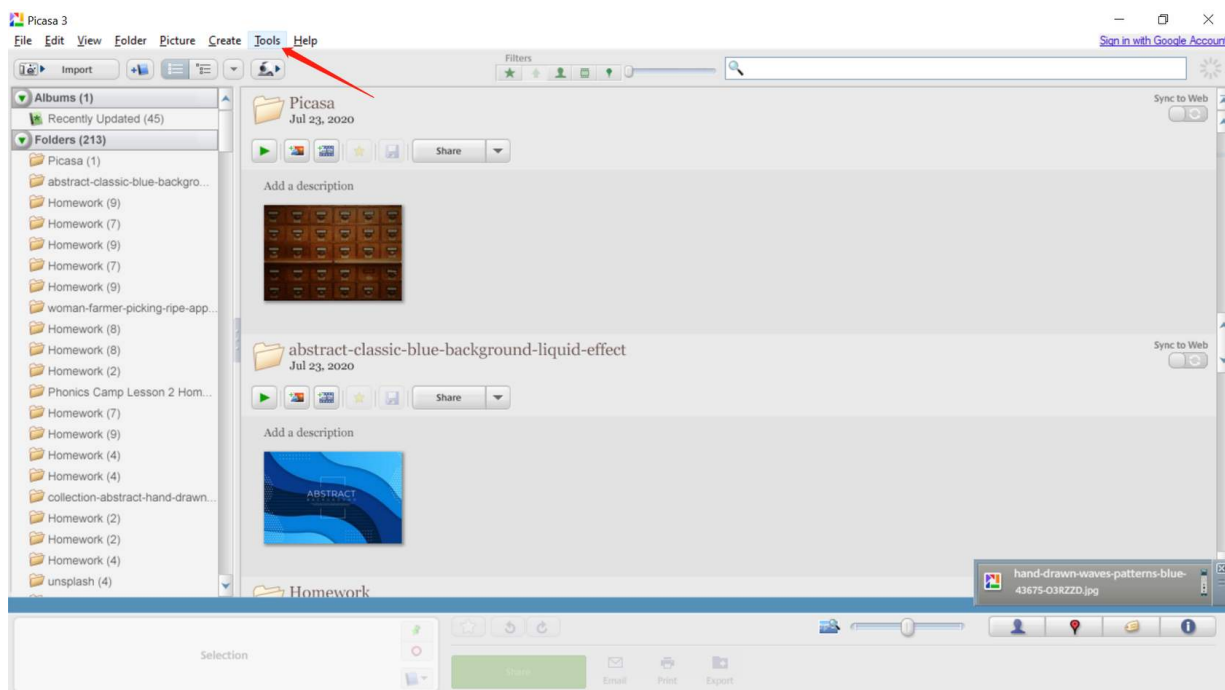 Picasa 3
File Edit View Folder Picture Create Tools Help
Sign in with Google Account
Import
Filters
Albums (1)
Recently Updated (45)
Folders (213)
Picasa (1)
abstract-classic-blue-backgro...
Homework (9)
Homework (7)
Homework (9)
Homework (7)
Homework (9)
woman-farmer-picking-ripe-app...
Homework (8)
Homework (8)
Homework (2)
Phonics Camp Lesson 2 Hom...
Homework (7)
Homework (9)
Homework (4)
Homework (4)
collection-abstract-hand-drawn...
Homework (2)
Homework (2)
Homework (4)
unsplash (4)
Picasa
Jul 23, 2020
Sync to Web
Share
Add a description
abstract-classic-blue-background-liquid-effect
Jul 23, 2020
Sync to Web
Share
Add a description
ABSTRACT
Homework
hand-drawn-waves-patterns-blue-
43675-O3RZZD.jpg
Selection
Share
Email Print Export